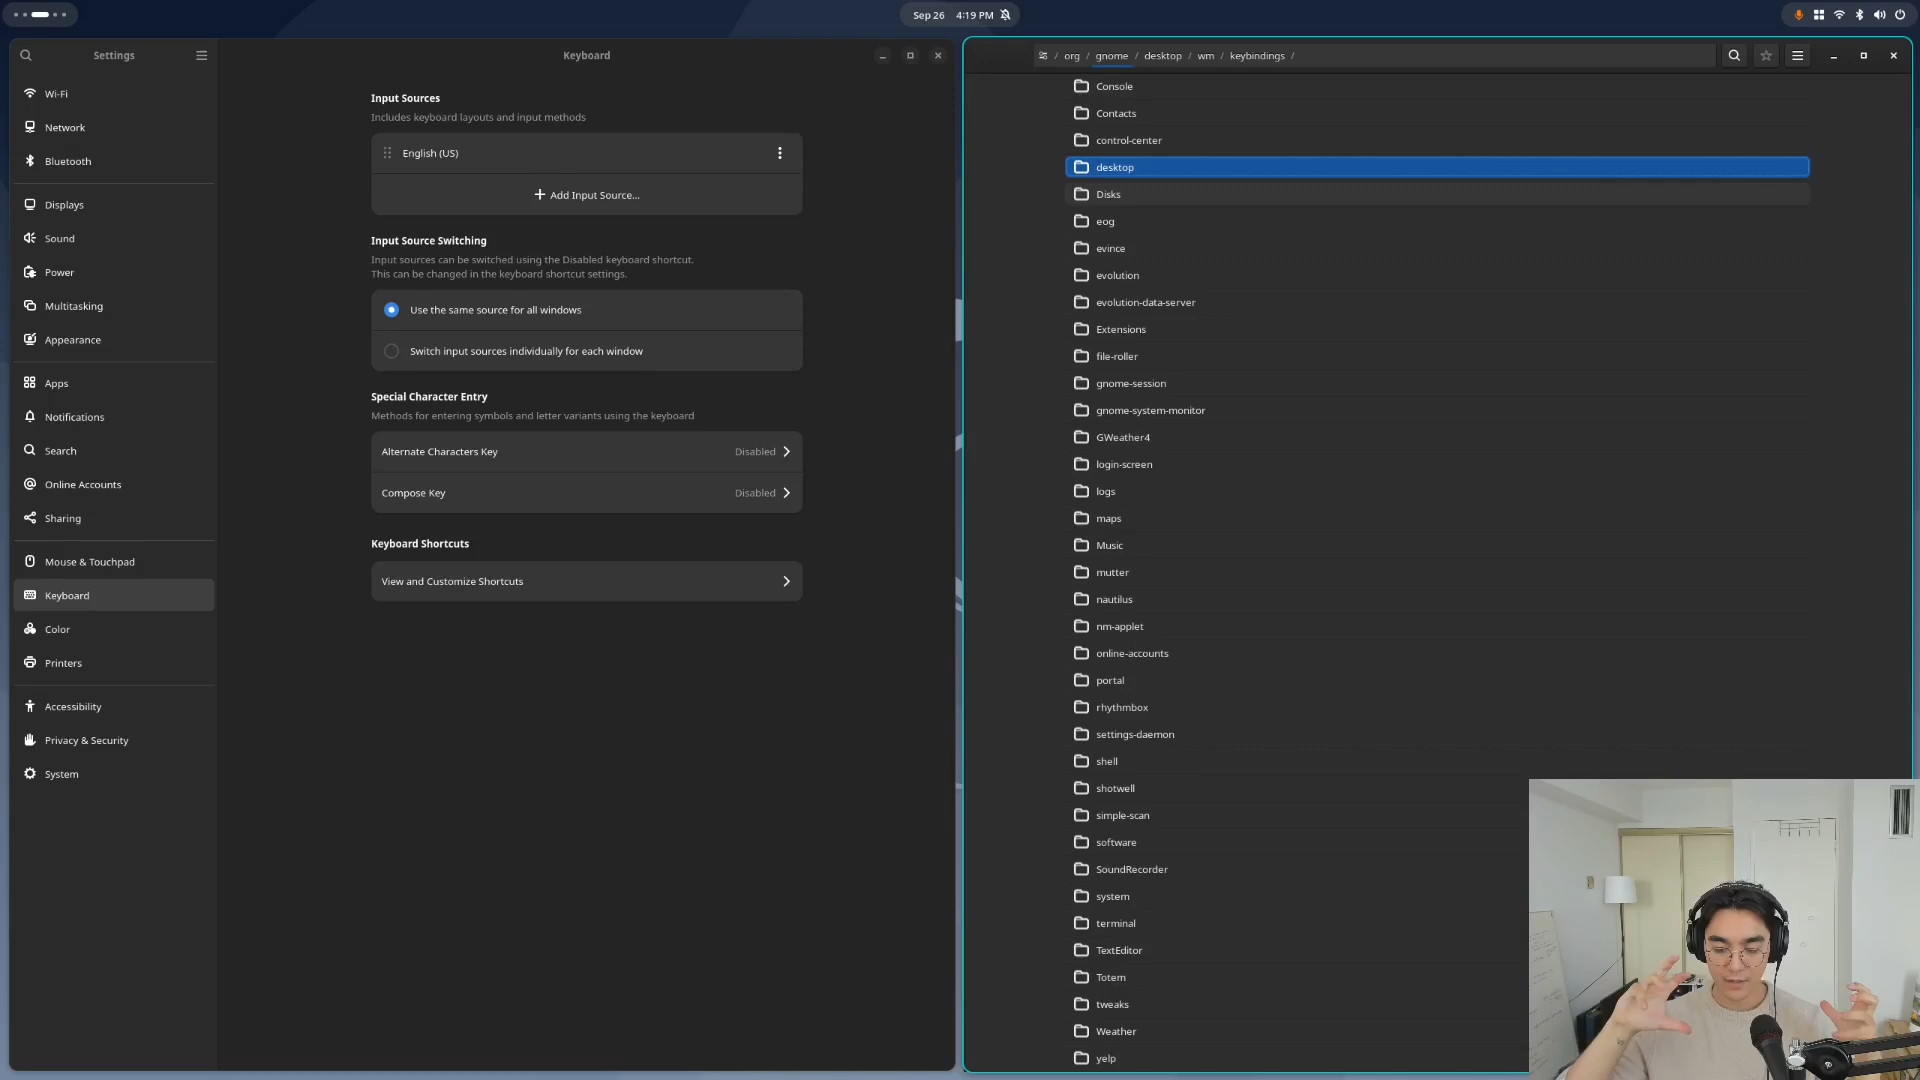 Sep 26 4:19 PM
Settings
Wi-Fi
Network
Bluetooth
Displays
Sound
Power
Multitasking
Appearance
Apps
Notifications
Search
Online Accounts
Sharing
Mouse & Touchpad
Keyboard
Color
Printers
Accessibility
Privacy & Security
System
Keyboard
Input Sources
Includes keyboard layouts and input methods
English (US)
Add Input Source...
Input Source Switching
Input sources can be switched using the Disabled keyboard shortcut.
This can be changed in the keyboard shortcut settings.
Use the same source for all windows
Switch input sources individually for each window
Special Character Entry
Methods for entering symbols and letter variants using the keyboard
Alternate Characters Key Disabled
Compose Key Disabled
Keyboard Shortcuts
View and Customize Shortcuts
/ org / gnome / desktop / wm / keybindings /
Console
Contacts
control-center
desktop
Disks
eog
evince
evolution
evolution-data-server
Extensions
file-roller
gnome-session
gnome-system-monitor
GWeather4
login-screen
logs
maps
Music
mutter
nautilus
nm-applet
online-accounts
portal
rhythmbox
settings-daemon
shell
shotwell
simple-scan
software
SoundRecorder
system
terminal
TextEditor
Totem
tweaks
Weather
yelp